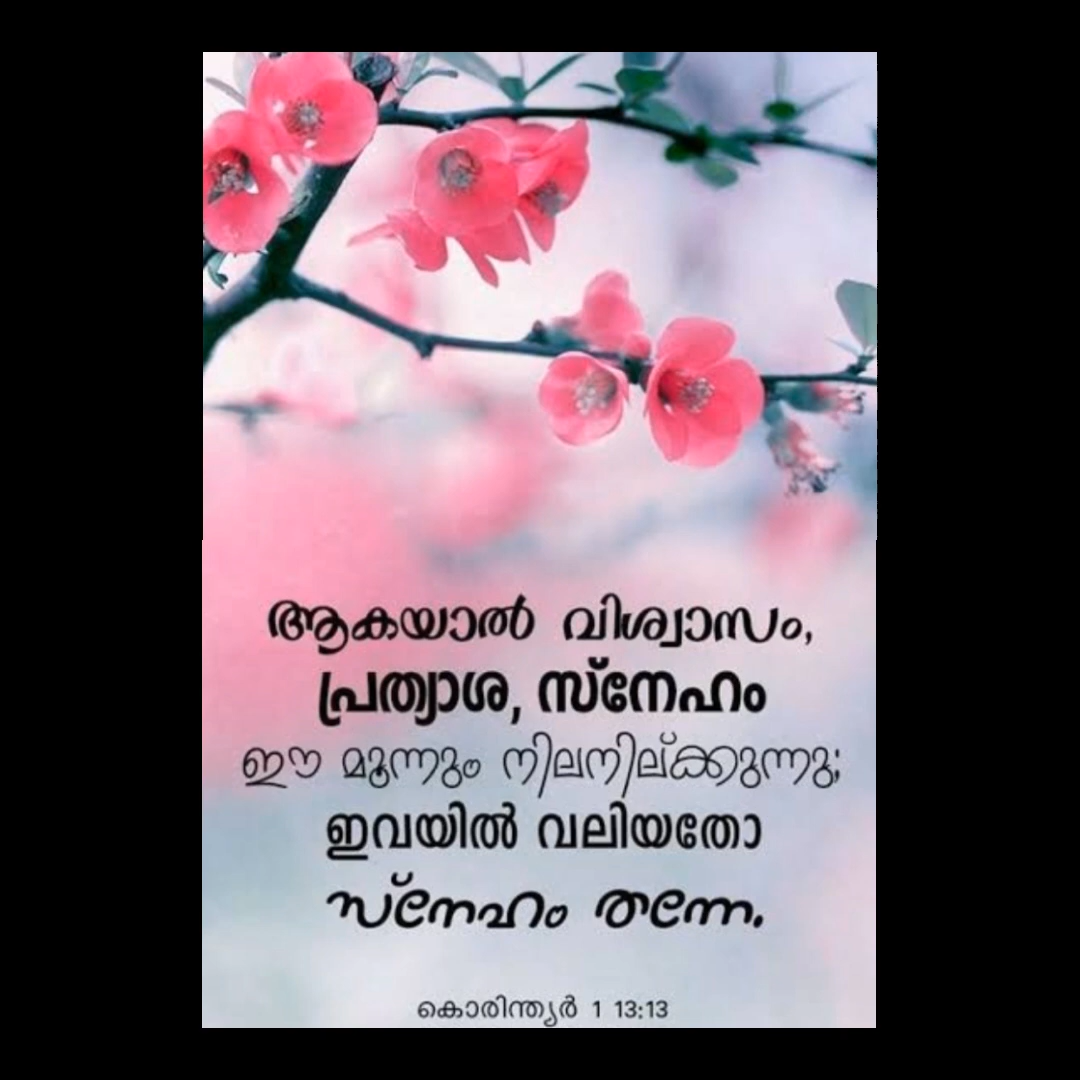 ആകയാൽ വിശ്വാസം,
പ്രത്യാശ, സ്നേഹം
ഈ മൂന്നും നിലനില്ക്കുന്നു;
ഇവയിൽ വലിയതോ
സ്നേഹം തന്നേ.
കൊരിന്ത്യർ 1 13:13